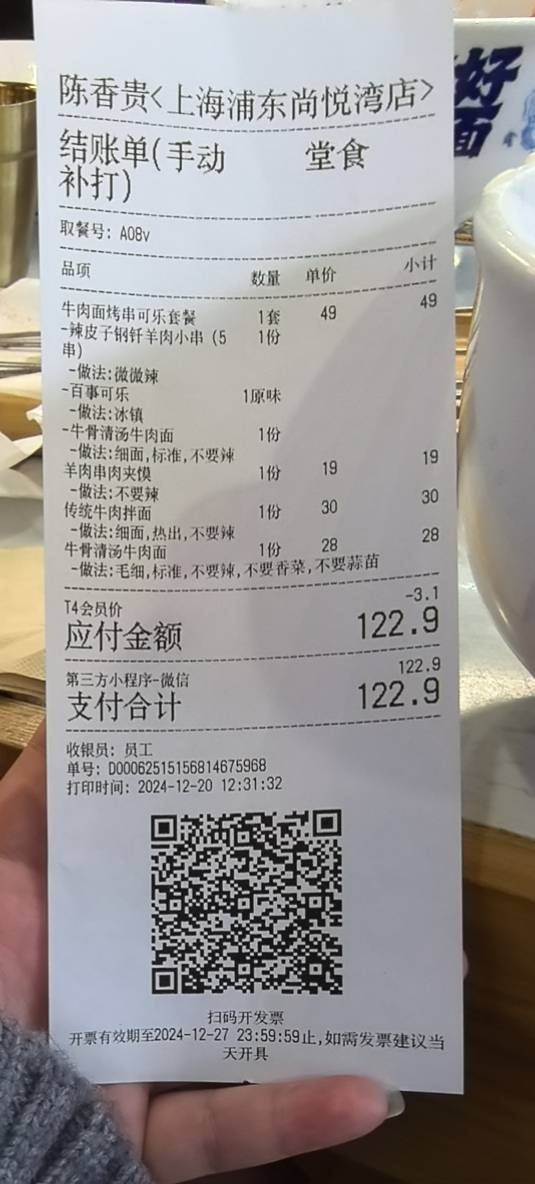 好
面
陈香贵<上海浦东尚悦湾店>
结账单(手动 堂食
补打)
取餐号: A08v
品项 数量 单价 小计
牛肉面烤串可乐套餐 1套 49 49
-辣皮子钢钎羊肉小串 (5 1份
串)
-做法:微微辣
-百事可乐 1原味
-做法:冰镇
-牛骨清汤牛肉面 1份
-做法:细面,标准,不要辣
羊肉串肉夹馍 1份 19 19
-做法:不要辣
传统牛肉拌面 1份 30 30
-做法:细面,热出,不要辣
牛骨清汤牛肉面 1份 28 28
-做法:毛细,标准,不要辣,不要香菜,不要蒜苗
T4会员价 -3.1
应付金额 122.9
第三方小程序-微信 122.9
支付合计 122.9
收银员: 员工
单号: D00062515156814675968
打印时间: 2024-12-20 12:31:32
扫码开发票
开票有效期至2024-12-27 23:59:59止,如需发票建议当
天开具